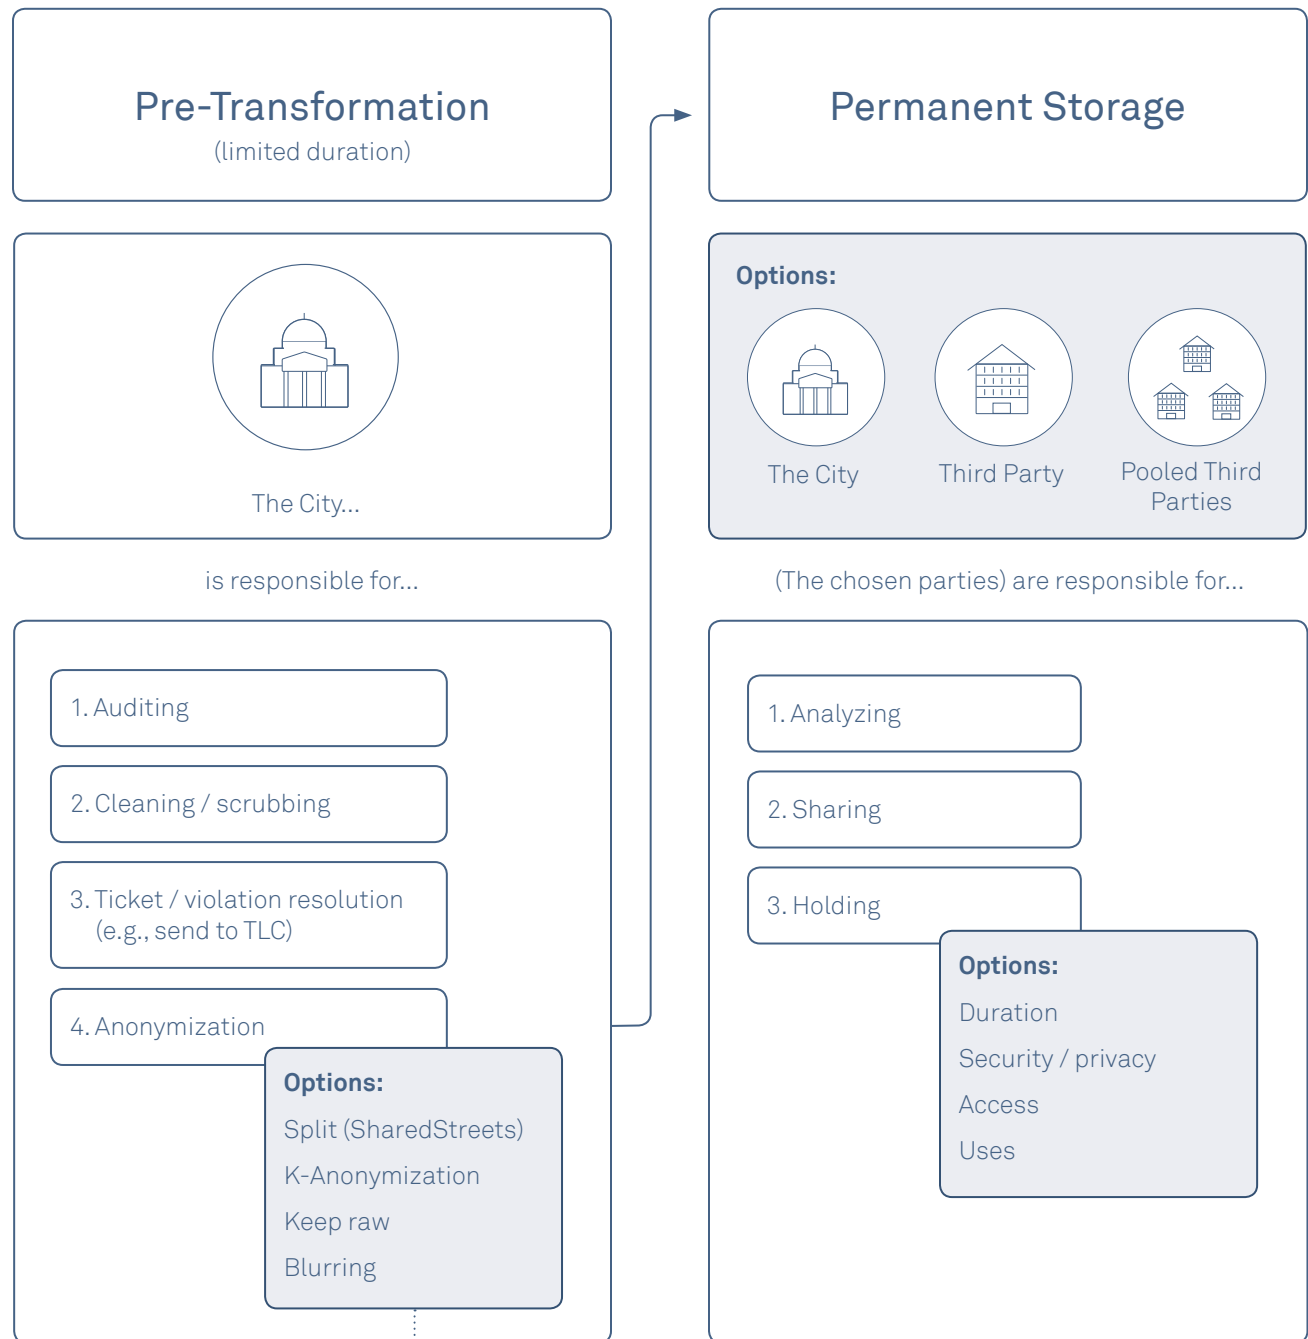 Pre-Transformation
(limited duration)
The City...
is responsible for...
1. Auditing
2. Cleaning / scrubbing
3. Ticket / violation resolution
(e.g., send to TLC)
4. Anonymization
Options:
Split (SharedStreets)
K-Anonymization
Keep raw
Blurring
Permanent Storage
Options:
The City
Third Party
Pooled Third
Parties
(The chosen parties) are responsible for...
1. Analyzing
2. Sharing
3. Holding
Options:
Duration
Security / privacy
Access
Uses